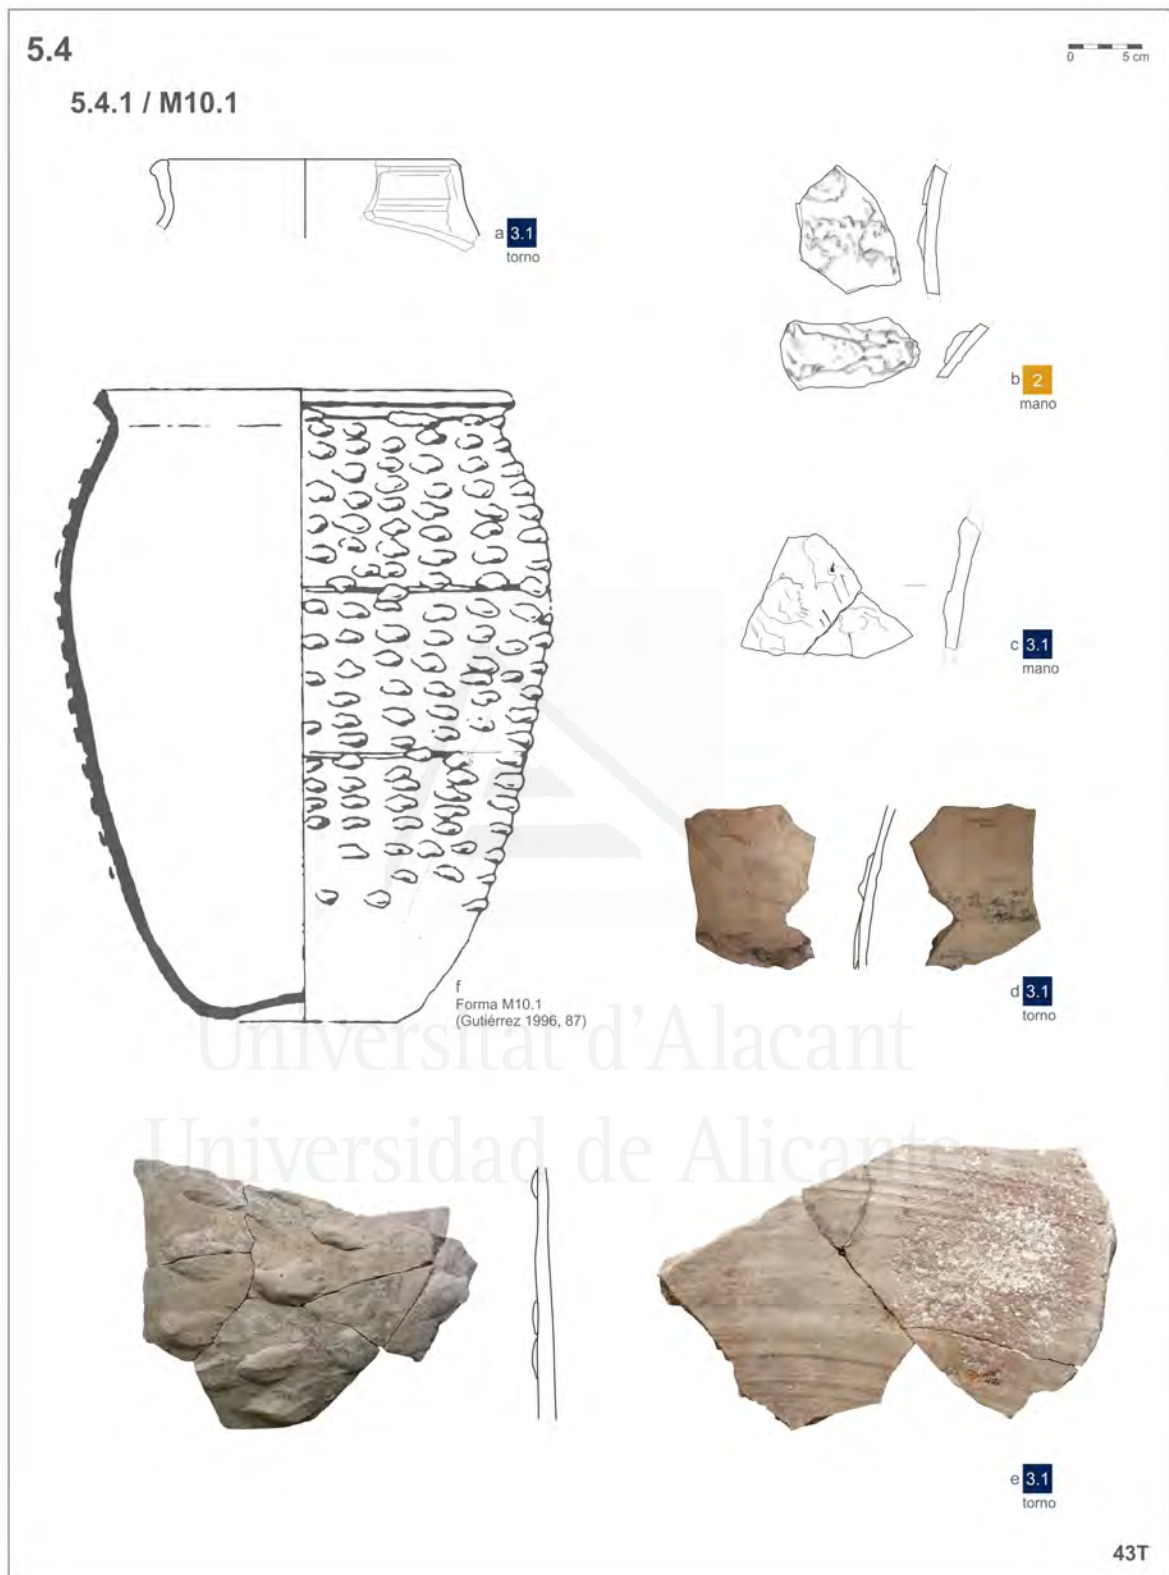 5.4
0 5 cm
5.4.1 / M10.1
a 3.1
torno
b 2
mano
c 3.1
mano
d 3.1
torno
f
Forma M10.1
(Gutiérrez 1996, 87)
Universitat d'Alacant
Universidad de Alicante
e 3.1
torno
43T